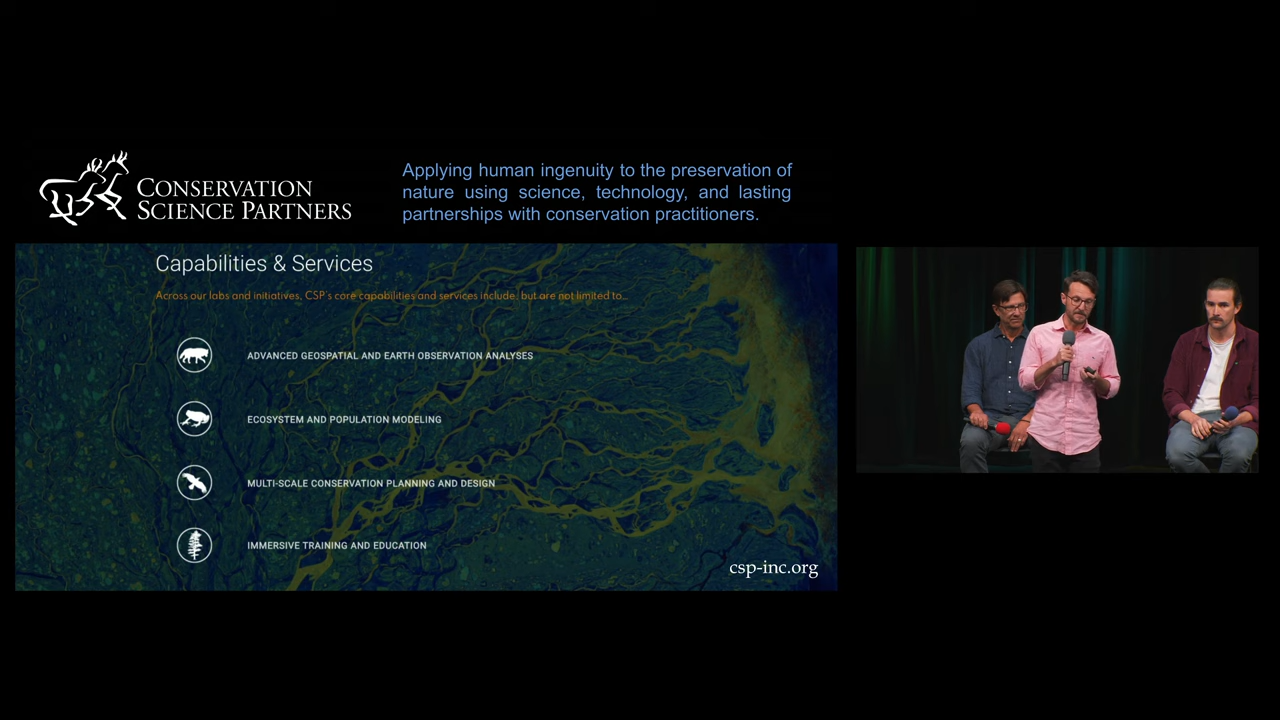 CONSERVATION
SCIENCE PARTNERS
Applying human ingenuity to the preservation of
nature using science, technology, and lasting
partnerships with conservation practitioners.
Capabilities & Services
Across our labs and initiatives, CSP's core capabilities and services include, but are not limited to...
ADVANCED GEOSPATIAL AND EARTH OBSERVATION ANALYSES
ECOSYSTEM AND POPULATION MODELING
MULTI-SCALE CONSERVATION PLANNING AND DESIGN
IMMERSIVE TRAINING AND EDUCATION
csp-inc.org